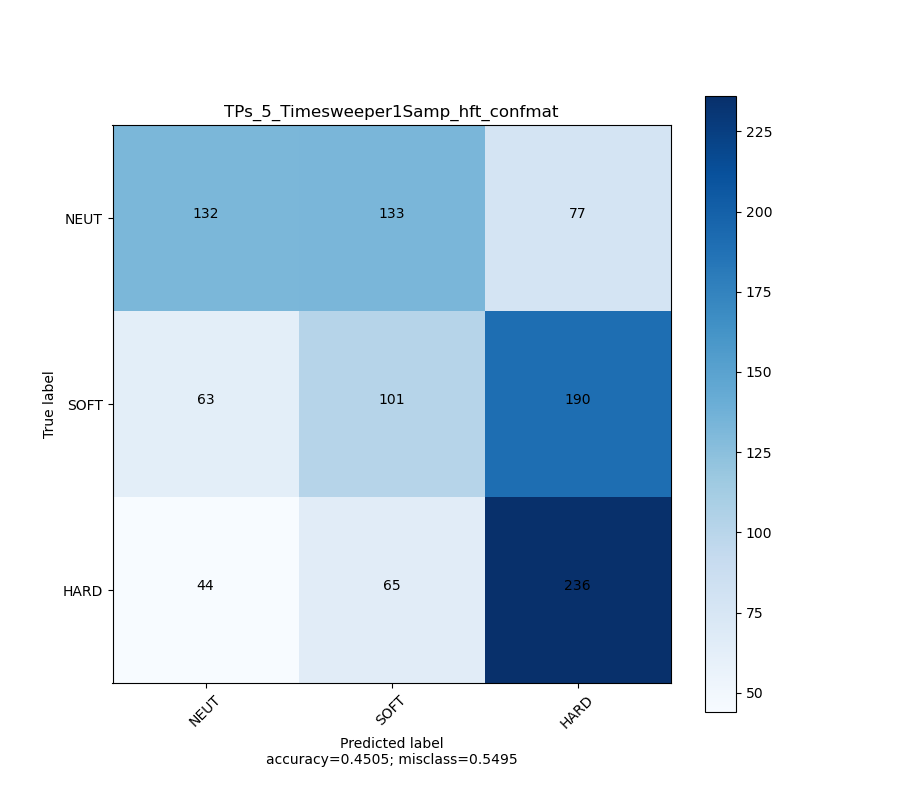 TPs_5_Timesweeper1Samp_hft_confmat
NEUT 132 133 77
SOFT 63 101 190
HARD 44 65 236
NEUT SOFT HARD
True label
Predicted label
accuracy=0.4505; misclass=0.5495
225
200
175
150
125
100
75
50